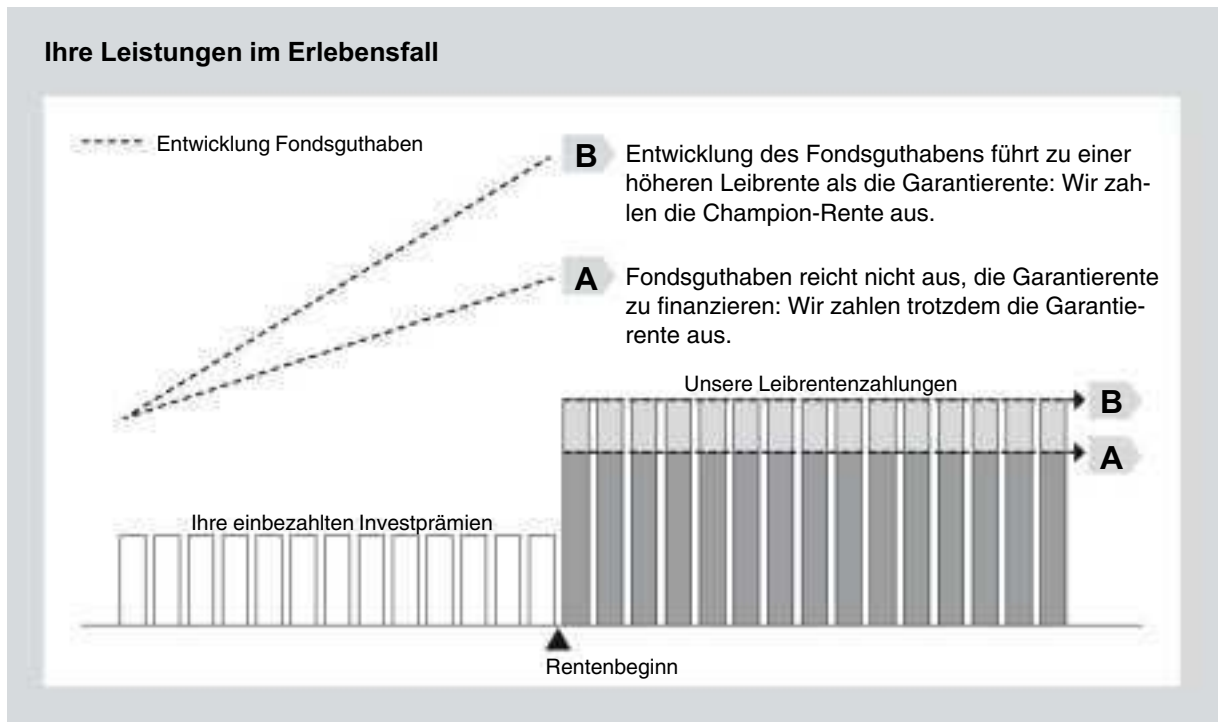 Ihre Leistungen im Erlebensfall
Entwicklung Fondsguthaben
B
Entwicklung des Fondsguthabens führt zu einer
höheren Leibrente als die Garantierente: Wir zah-
len die Champion-Rente aus.
A
Fondsguthaben reicht nicht aus, die Garantierente
zu finanzieren: Wir zahlen trotzdem die Garantie-
rente aus.
Unsere Leibrentenzahlungen
B
A
Ihre einbezahlten Investprämien
Rentenbeginn